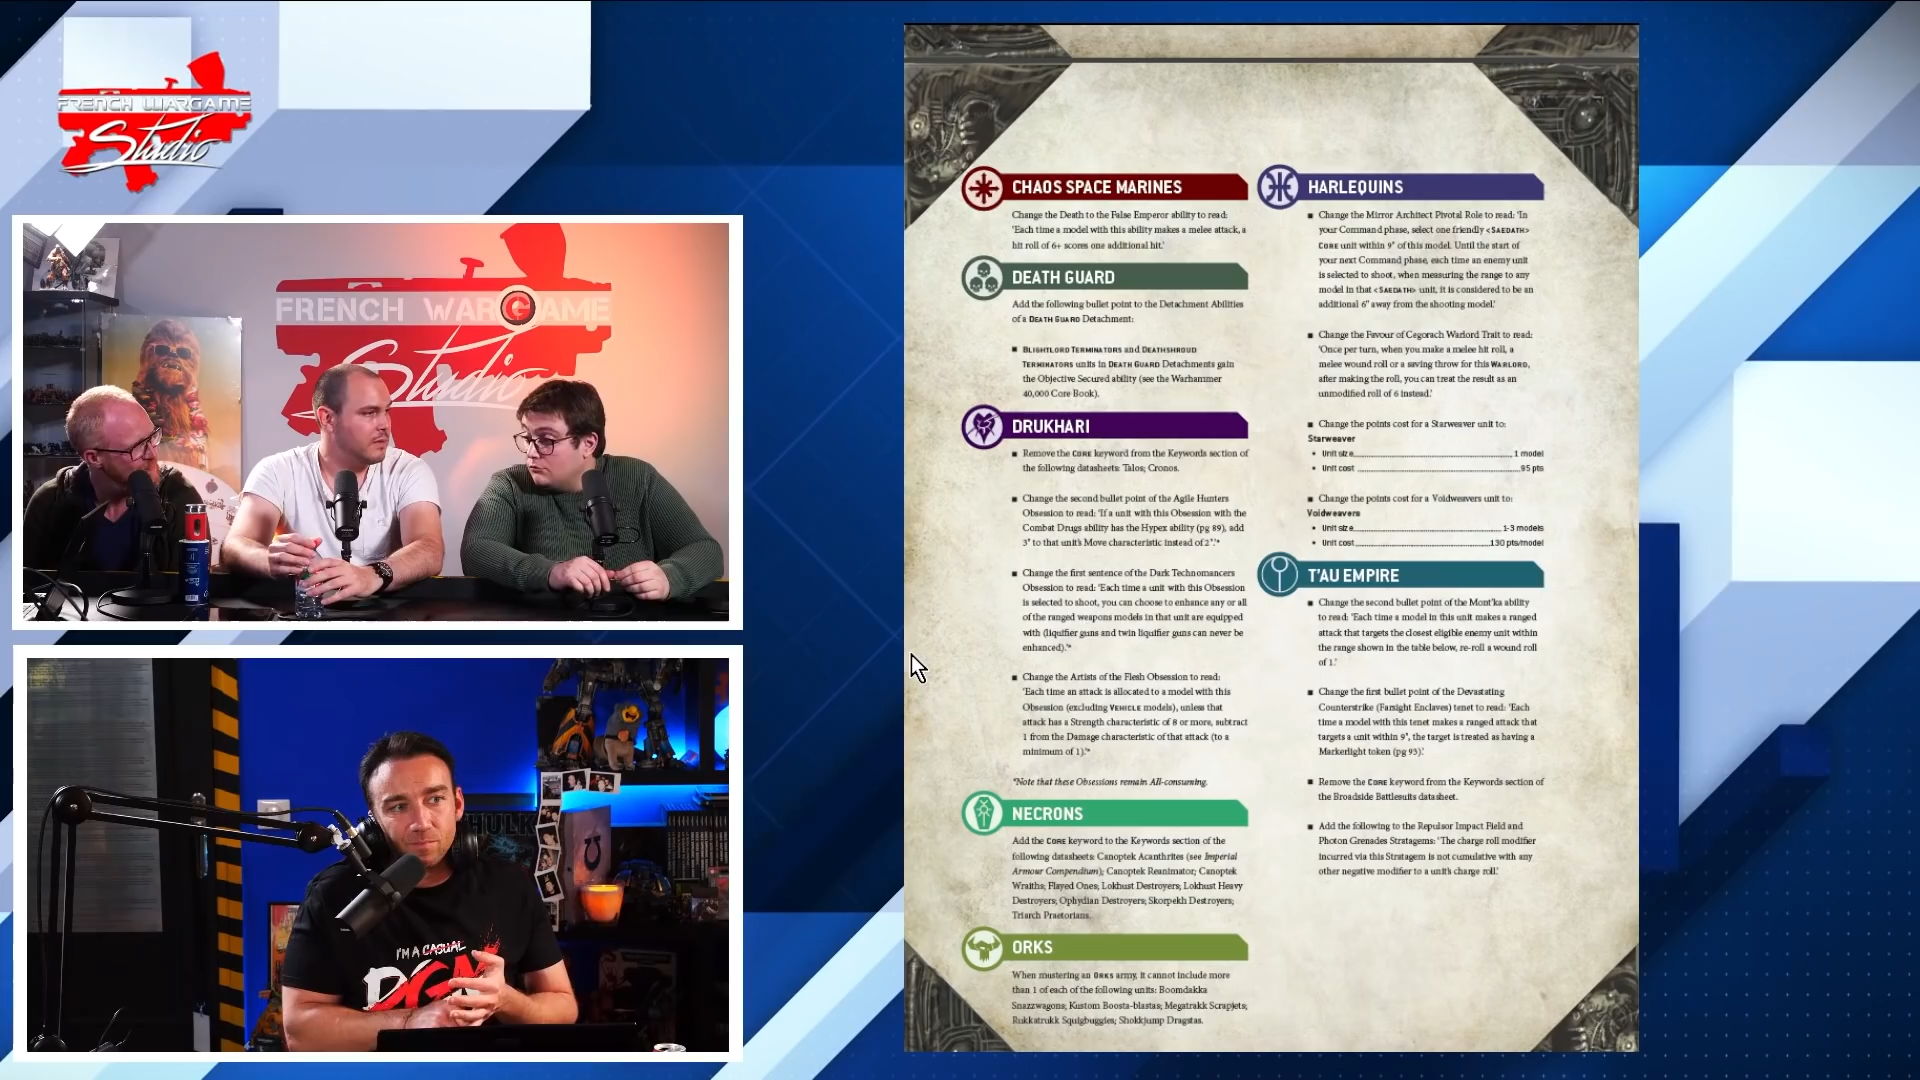 FRENCH WARGAME
Studio
FRENCH WARGAME
Studio
I'M A CASUAL
CHAOS SPACE MARINES
Change the Death to the False Emperor ability to read:
'Each time a model with this ability makes a melee attack, a
hit roll of 6+ scores one additional hit.'
DEATH GUARD
Add the following bullet point to the Detachment Abilities
of a DEATH GUARD Detachment:
■ BLIGHTLORD TERMINATORS and DEATHSHROUD
TERMINATORS units in DEATH GUARD Detachments gain
the Objective Secured ability (see the Warhammer
40,000 Core Book).
DRUKHARI
■ Remove the CORE keyword from the Keywords section of
the following datasheets: Talos; Cronos.
■ Change the second bullet point of the Agile Hunters
Obsession to read: 'If a unit with this Obsession with the
Combat Drugs ability has the Hypex ability (pg 89), add
3" to that unit's Move characteristic instead of 2".'*
■ Change the first sentence of the Dark Technomancers
Obsession to read: 'Each time a unit with this Obsession
is selected to shoot, you can choose to enhance any or all
of the ranged weapons models in that unit are equipped
with (liquifier guns and twin liquifier guns can never be
enhanced).'*
■ Change the Artists of the Flesh Obsession to read:
'Each time an attack is allocated to a model with this
Obsession (excluding VEHICLE models), unless that
attack has a Strength characteristic of 8 or more, subtract
1 from the Damage characteristic of that attack (to a
minimum of 1).'*
*Note that these Obsessions remain All-consuming.
NECRONS
Add the CORE keyword to the Keywords section of the
following datasheets: Canoptek Acanthrites (see Imperial
Armour Compendium); Canoptek Reanimator; Canoptek
Wraiths; Flayed Ones; Lokhust Destroyers; Lokhust Heavy
Destroyers; Ophydian Destroyers; Skorpekh Destroyers;
Triarch Praetorians.
ORKS
When mustering an ORKS army, it cannot include more
than 1 of each of the following units: Boomdakka
Snazzwagons; Kustom Boosta-blastas; Megatrakk Scrapjets;
Rukkatrukk Squigbuggies; Shokkjump Dragstas.
HARLEQUINS
■ Change the Mirror Architect Pivotal Role to read: 'In
your Command phase, select one friendly <SAEDATH>
CORE unit within 9" of this model. Until the start of
your next Command phase, each time an enemy unit
is selected to shoot, when measuring the range to any
model in that <SAEDATH> unit, it is considered to be an
additional 6" away from the shooting model.'
■ Change the Favour of Cegorach Warlord Trait to read:
'Once per turn, when you make a melee hit roll, a
melee wound roll or a saving throw for this WARLORD,
after making the roll, you can treat the result as an
unmodified roll of 6 instead.'
■ Change the points cost for a Starweaver unit to:
Starweaver
• Unit size 1 model
• Unit cost 95 pts
■ Change the points cost for a Voidweavers unit to:
Voidweavers
• Unit size 1-3 models
• Unit cost 130 pts/model
T'AU EMPIRE
■ Change the second bullet point of the Mont'ka ability
to read: 'Each time a model in this unit makes a ranged
attack that targets the closest eligible enemy unit within
the range shown in the table below, re-roll a wound roll
of 1.'
■ Change the first bullet point of the Devastating
Counterstrike (Farsight Enclaves) tenet to read: 'Each
time a model with this tenet makes a ranged attack that
targets a unit within 9", the target is treated as having a
Markerlight token (pg 93).'
■ Remove the CORE keyword from the Keywords section of
the Broadside Battlesuits datasheet.
■ Add the following to the Repulsor Impact Field and
Photon Grenades Stratagems: 'The charge roll modifier
incurred via this Stratagem is not cumulative with any
other negative modifier to a unit's charge roll.'